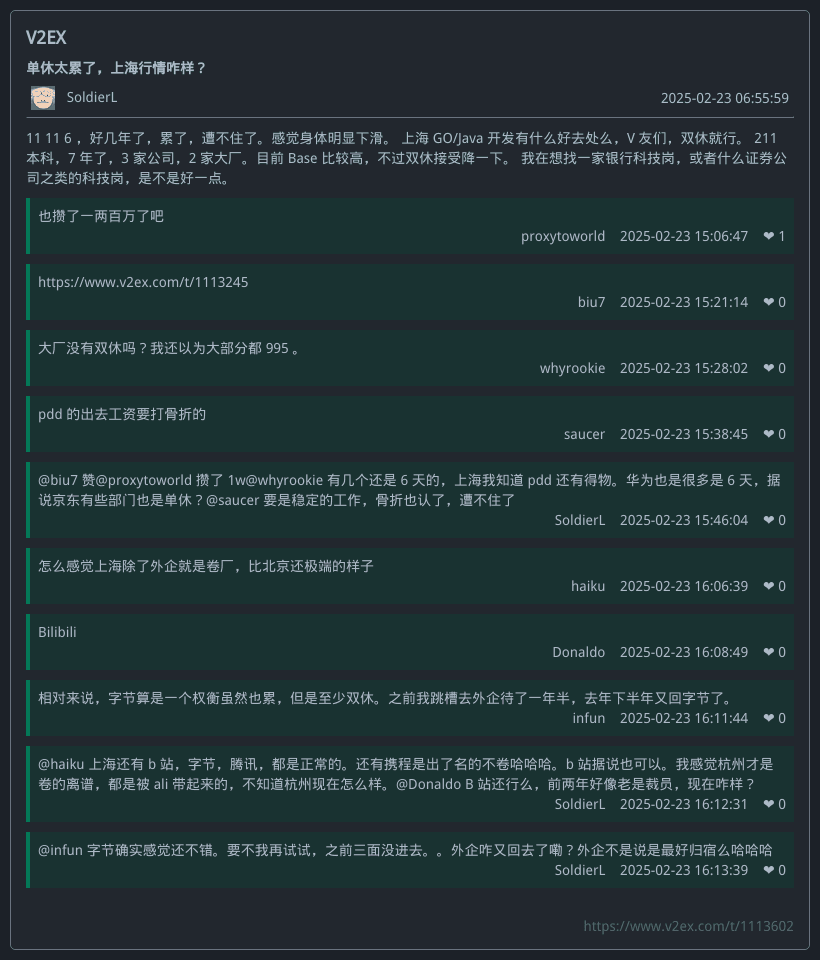 V2EX
单休太累了，上海行情咋样？
SoldierL 2025-02-23 06:55:59
11 11 6 ，好几年了，累了，遭不住了。感觉身体明显下滑。 上海 GO/Java 开发有什么好去处么，V 友们，双休就行。 211
本科，7 年了，3 家公司，2 家大厂。目前 Base 比较高，不过双休接受降一下。 我在想找一家银行科技岗，或者什么证券公
司之类的科技岗，是不是好一点。
也攒了一两百万了吧
proxytoworld 2025-02-23 15:06:47 ❤ 1
https://www.v2ex.com/t/1113245
biu7 2025-02-23 15:21:14 ❤ 0
大厂没有双休吗？我还以为大部分都 995 。
whyrookie 2025-02-23 15:28:02 ❤ 0
pdd 的出去工资要打骨折的
saucer 2025-02-23 15:38:45 ❤ 0
@biu7 赞@proxytoworld 攒了 1w@whyrookie 有几个还是 6 天的，上海我知道 pdd 还有得物。华为也是很多是 6 天，据
说京东有些部门也是单休？@saucer 要是稳定的工作，骨折也认了，遭不住了
SoldierL 2025-02-23 15:46:04 ❤ 0
怎么感觉上海除了外企就是卷厂，比北京还极端的样子
haiku 2025-02-23 16:06:39 ❤ 0
Bilibili
Donaldo 2025-02-23 16:08:49 ❤ 0
相对来说，字节算是一个权衡虽然也累，但是至少双休。之前我跳槽去外企待了一年半，去年下半年又回字节了。
infun 2025-02-23 16:11:44 ❤ 0
@haiku 上海还有 b 站，字节，腾讯，都是正常的。还有携程是出了名的不卷哈哈哈。b 站据说也可以。我感觉杭州才是
卷的离谱，都是被 ali 带起来的，不知道杭州现在怎么样。@Donaldo B 站还行么，前两年好像老是裁员，现在咋样？
SoldierL 2025-02-23 16:12:31 ❤ 0
@infun 字节确实感觉还不错。要不我再试试，之前三面没进去。。外企咋又回去了嘞？外企不是说是最好归宿么哈哈哈
SoldierL 2025-02-23 16:13:39 ❤ 0
https://www.v2ex.com/t/1113602